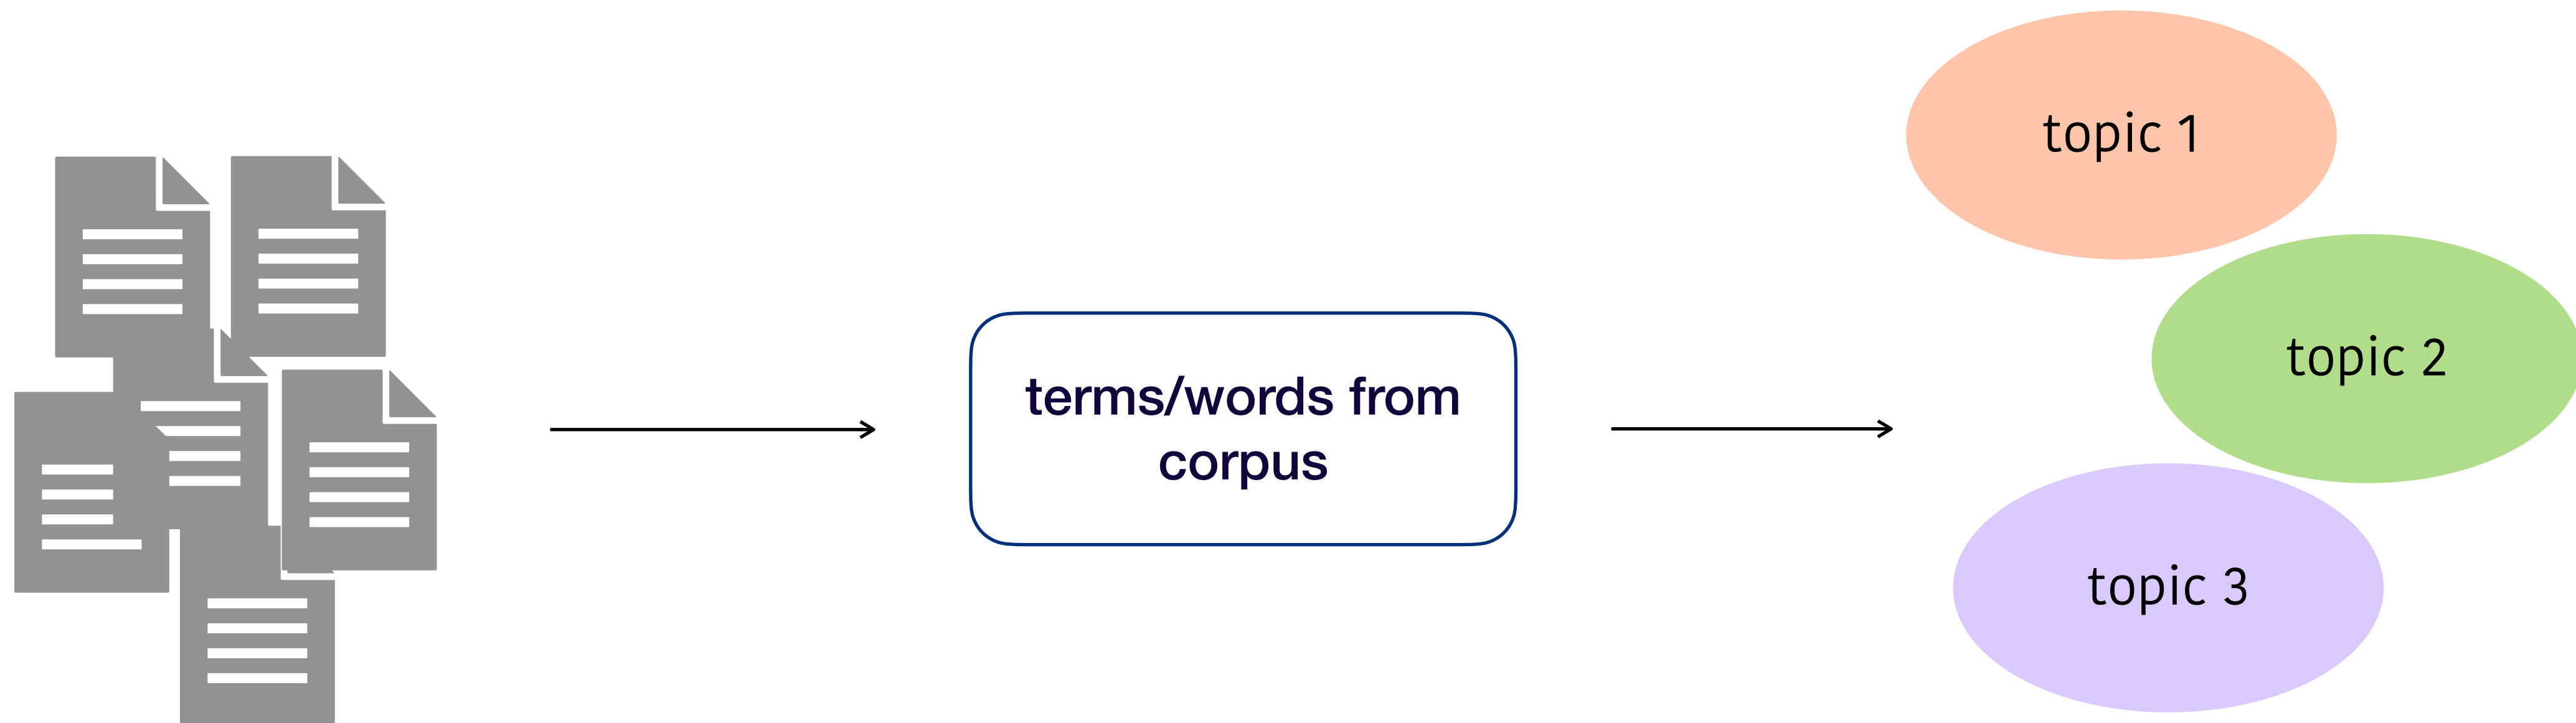 topic 1
terms/words from
corpus
topic 2
topic 3